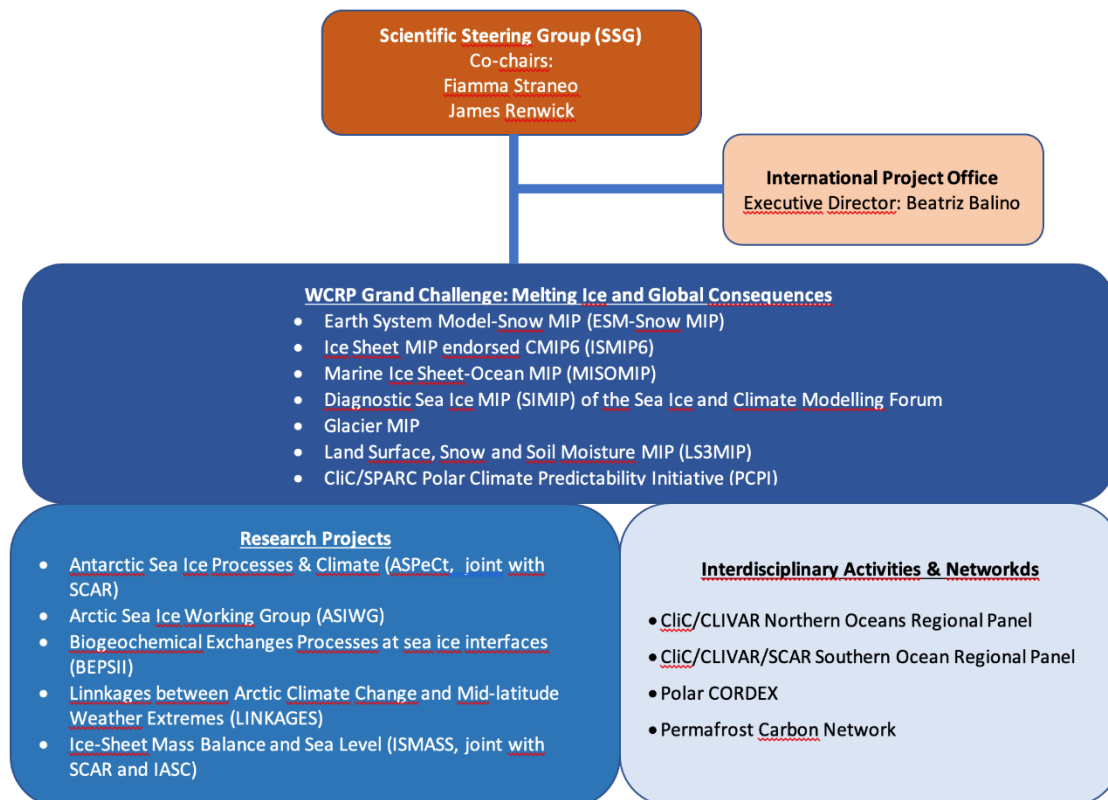 Scientific Steering Group (SSG)
Co-chairs:
Fiamma Straneo
James Renwick
International Project Office
Executive Director: Beatriz Balino
WCRP Grand Challenge: Melting Ice and Global Consequences
• Earth System Model-Snow MIP (ESM-Snow MIP)
• Ice Sheet MIP endorsed CMIP6 (ISMIP6)
• Marine Ice Sheet-Ocean MIP (MISOMIP)
• Diagnostic Sea Ice MIP (SIMIP) of the Sea Ice and Climate Modelling Forum
• Glacier MIP
• Land Surface, Snow and Soil Moisture MIP (LS3MIP)
• CliC/SPARC Polar Climate Predictability Initiative (PCPI)
Research Projects
• Antarctic Sea Ice Processes & Climate (ASPeCt, joint with
SCAR)
• Arctic Sea Ice Working Group (ASIWG)
• Biogeochemical Exchanges Processes at sea ice interfaces
(BEPSII)
• Linnkages between Arctic Climate Change and Mid-latitude
Weather Extremes (LINKAGES)
• Ice-Sheet Mass Balance and Sea Level (ISMASS, joint with
SCAR and IASC)
Interdisciplinary Activities & Networkds
• CliC/CLIVAR Northern Oceans Regional Panel
• CliC/CLIVAR/SCAR Southern Ocean Regional Panel
• Polar CORDEX
• Permafrost Carbon Network